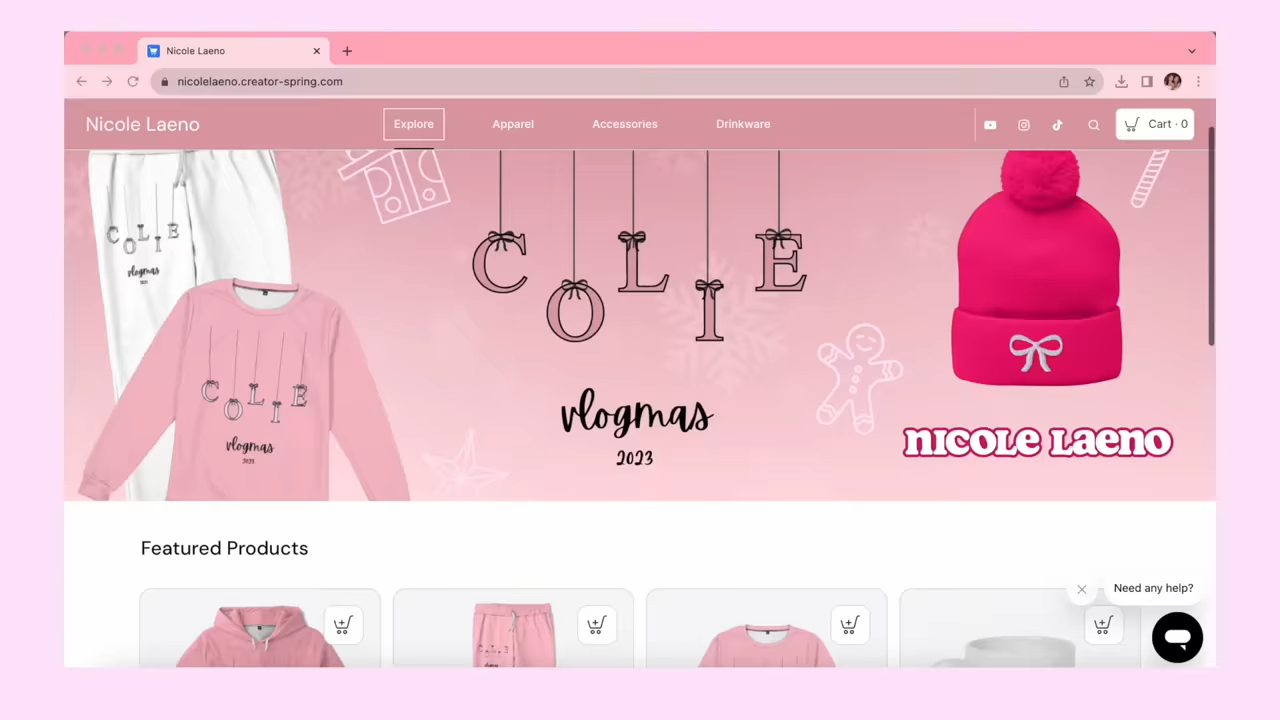 Nicole Laeno
nicolelaeno.creator-spring.com
Nicole Laeno
Explore
Apparel
Accessories
Drinkware
Cart · 0
COLIE
vlogmas
2023
COLIE
vlogmas
2023
COLIE
vlogmas
2023
NICOLE LAENO
Featured Products
Need any help?
COLIE